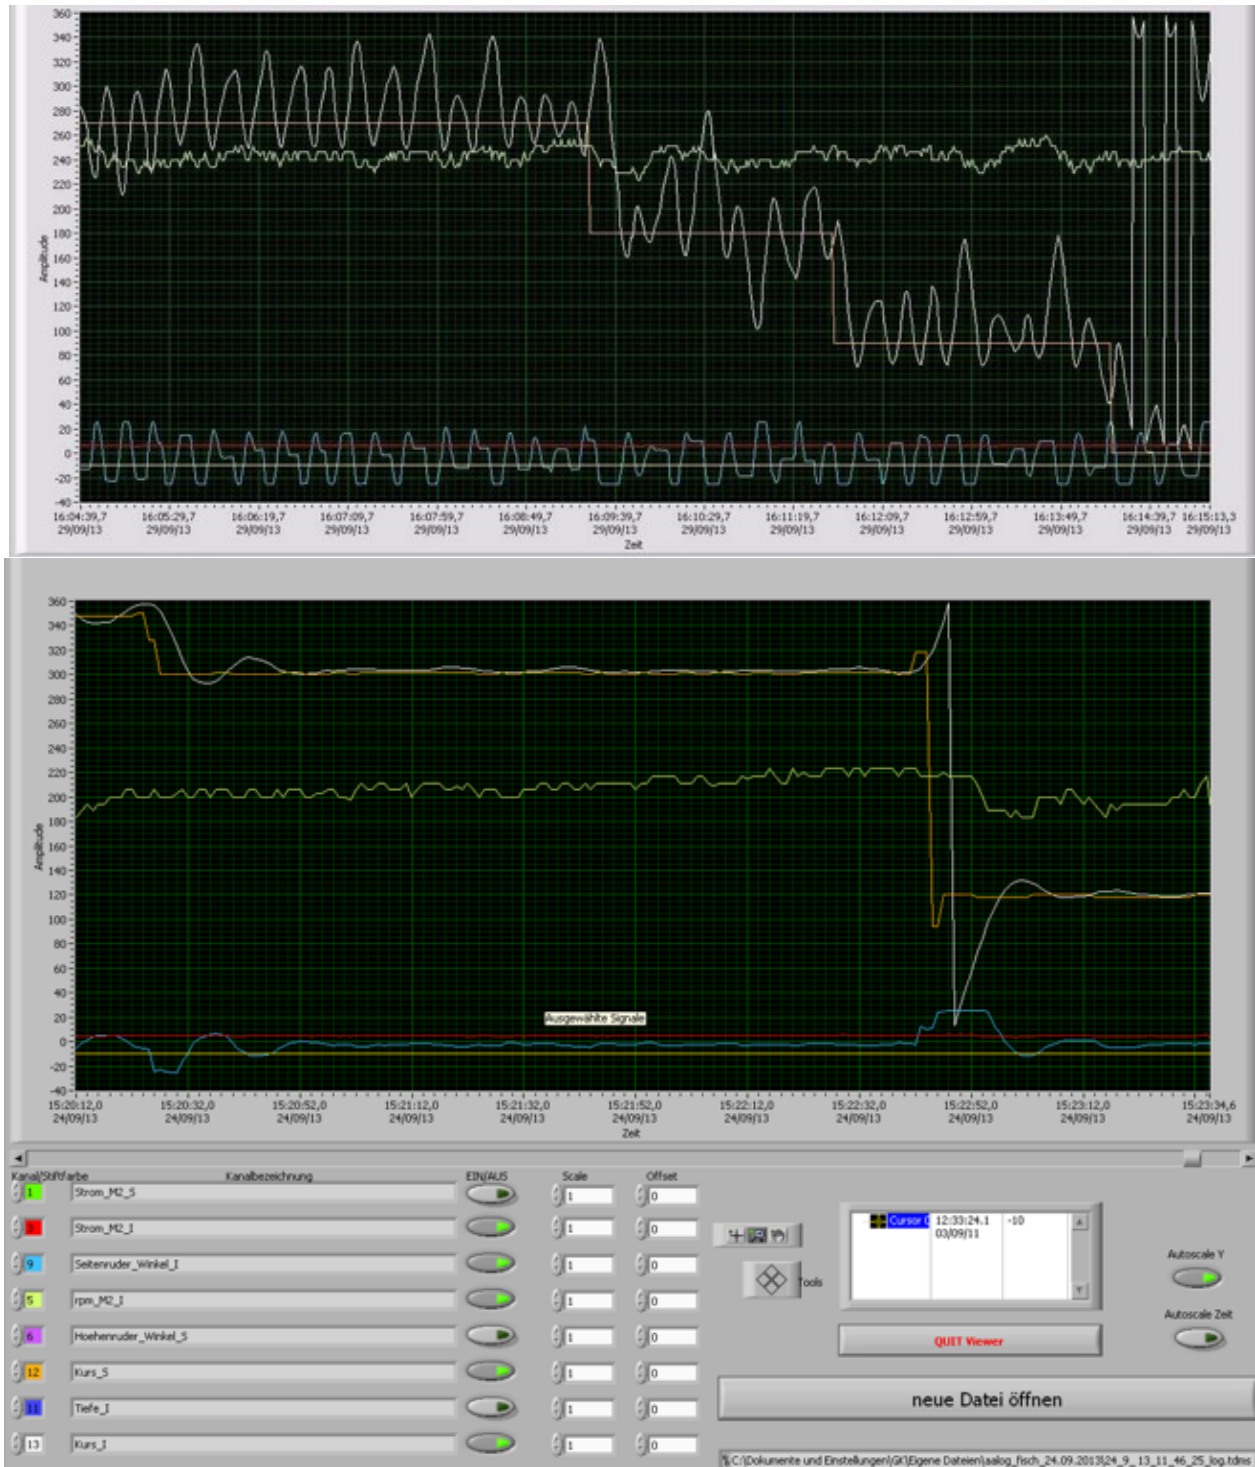 360
340
320
300
280
260
240
220
200
180
160
140
120
100
80
60
40
20
0
-20
-40
Amplitude
16:04:39,7 16:05:29,7 16:06:19,7 16:07:09,7 16:07:59,7 16:08:49,7 16:09:39,7 16:10:29,7 16:11:19,7 16:12:09,7 16:12:59,7 16:13:49,7 16:14:39,7 16:15:13,3
29/09/13 29/09/13 29/09/13 29/09/13 29/09/13 29/09/13 29/09/13 29/09/13 29/09/13 29/09/13 29/09/13 29/09/13 29/09/13 29/09/13
Zeit
360
340
320
300
280
260
240
220
200
180
160
140
120
100
80
60
40
20
0
-20
-40
Amplitude
Ausgewählte Signale
15:20:12,0 15:20:32,0 15:20:52,0 15:21:12,0 15:21:32,0 15:21:52,0 15:22:12,0 15:22:32,0 15:22:52,0 15:23:12,0 15:23:34,6
24/09/13 24/09/13 24/09/13 24/09/13 24/09/13 24/09/13 24/09/13 24/09/13 24/09/13 24/09/13 24/09/13
Zeit
Kanal/Stiftfarbe Kanalbezeichnung EIN/AUS Scale Offset
1 Strom_M2_S 1 0
3 Strom_M2_I 1 0
9 Seitenruder_Winkel_I 1 0
5 rpm_M2_I 1 0
6 Hoehenruder_Winkel_S 1 0
12 Kurs_S 1 0
11 Tiefe_I 1 0
13 Kurs_I 1 0
Tools
Cursor 0 12:33:24.1 -10
03/09/11
Autoscale Y
Autoscale Zeit
QUIT Viewer
neue Datei öffnen
C:\Dokumente und Einstellungen\GK\Eigene Dateien\aalog_fisch_24.09.2013\24_9_13_11_46_25_log.tdms